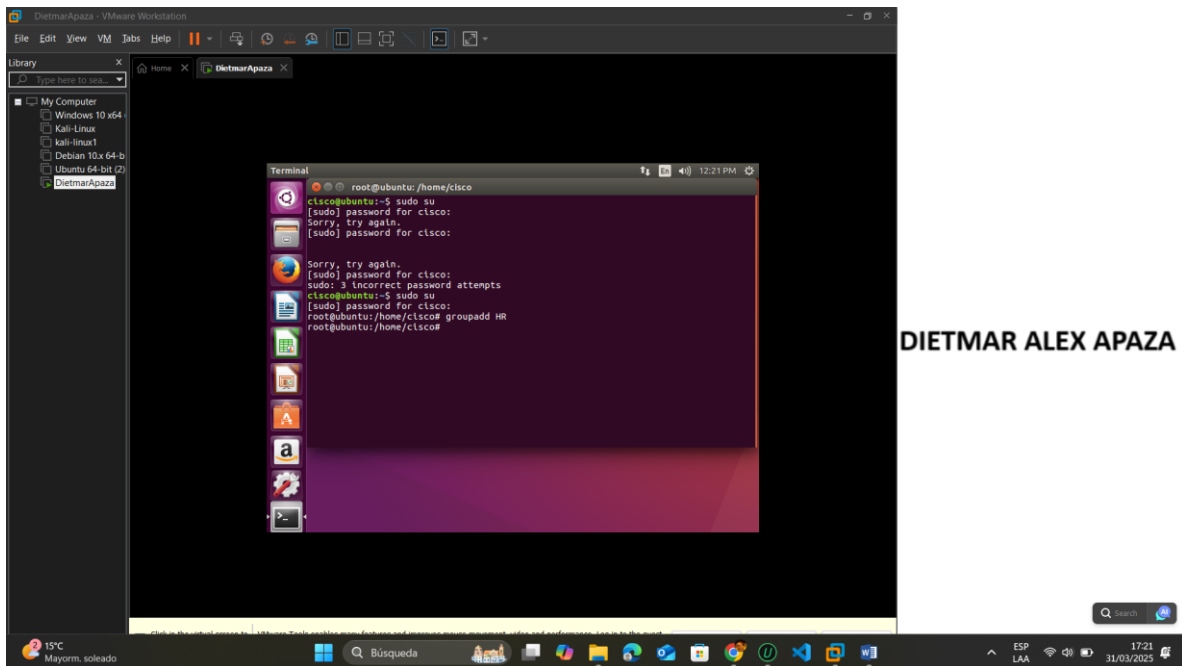 DietmarApaza - VMware Workstation
File Edit View VM Tabs Help
Library X
Type here to sea...
Home X DietmarApaza X
My Computer
Windows 10 x64
Kali-Linux
kali-linux1
Debian 10.x 64-b
Ubuntu 64-bit (2)
DietmarApaza
Terminal En 12:21 PM
root@ubuntu: /home/cisco
cisco@ubuntu:~$ sudo su
[sudo] password for cisco:
Sorry, try again.
[sudo] password for cisco:
Sorry, try again.
[sudo] password for cisco:
sudo: 3 incorrect password attempts
cisco@ubuntu:~$ sudo su
[sudo] password for cisco:
root@ubuntu:/home/cisco# groupadd HR
root@ubuntu:/home/cisco#
DIETMAR ALEX APAZA
Search
2
15°C
Mayorm. soleado
Búsqueda
ESP
LAA
17:21
31/03/2025